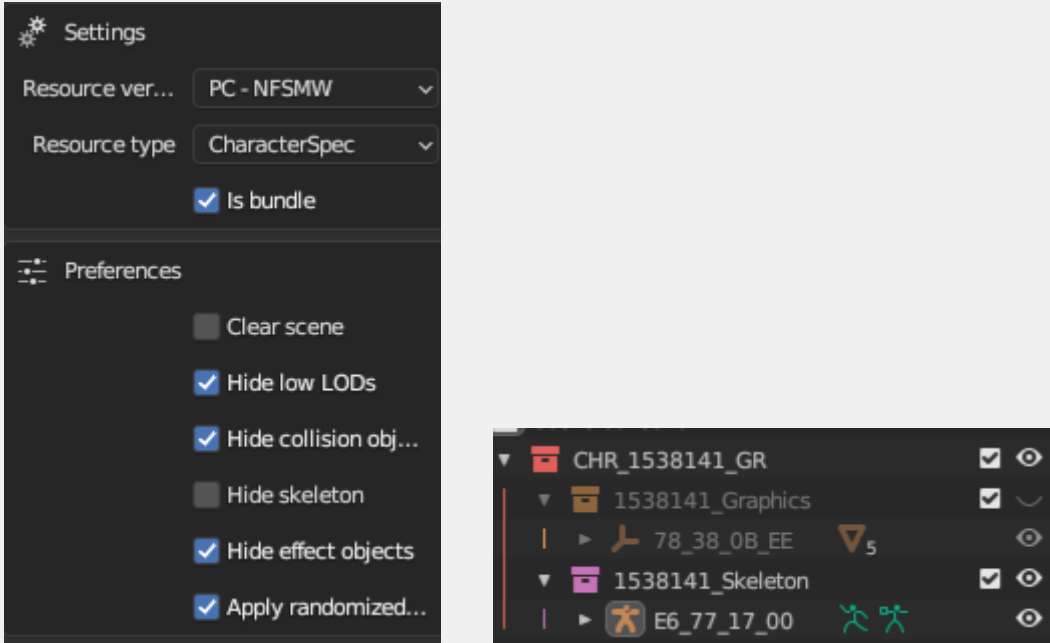 Settings
Resource ver...
PC - NFSMW
Resource type
CharacterSpec
Is bundle
Preferences
Clear scene
Hide low LODs
Hide collision obj...
Hide skeleton
Hide effect objects
Apply randomized...
CHR_1538141_GR
1538141_Graphics
78_38_0B_EE
5
1538141_Skeleton
E6_77_17_00